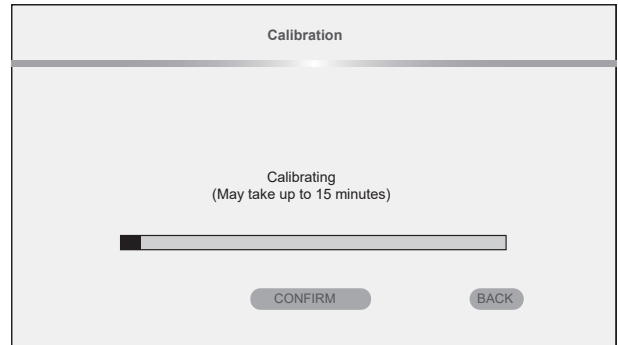 Calibration
Calibrating
(May take up to 15 minutes)
CONFIRM
BACK